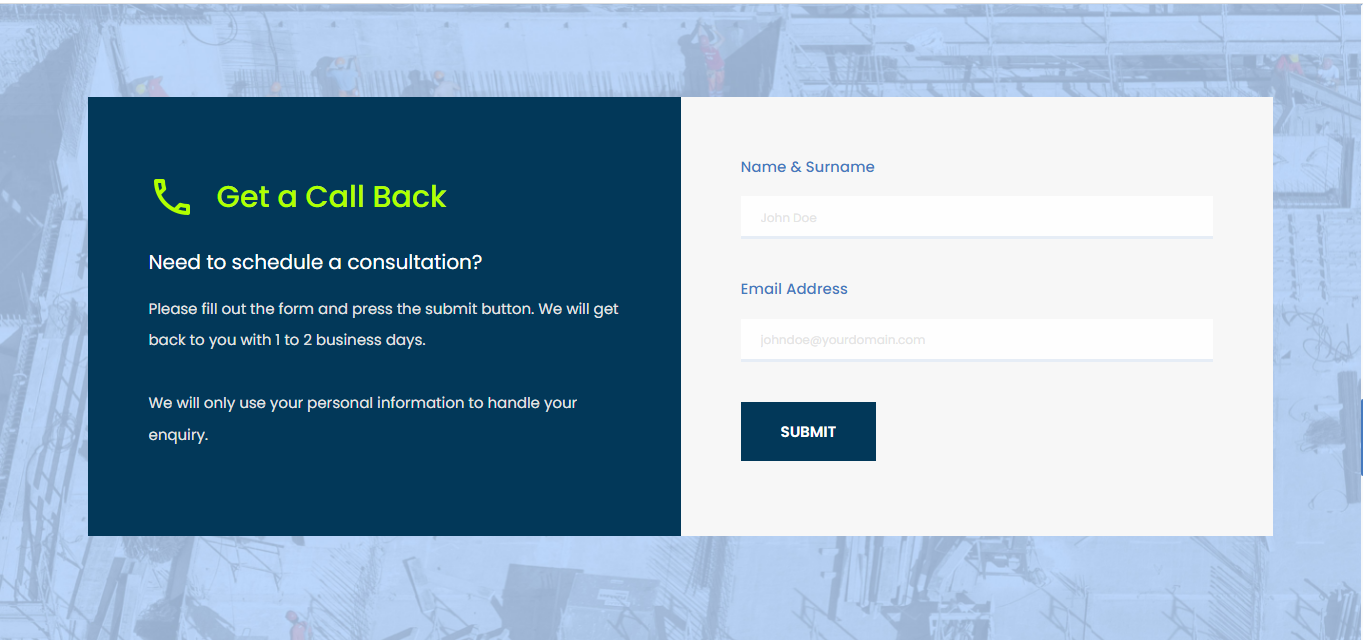 Get a Call Back
Need to schedule a consultation?
Please fill out the form and press the submit button. We will get
back to you with 1 to 2 business days.
We will only use your personal information to handle your
enquiry.
Name & Surname
John Doe
Email Address
johndoe@yourdomain.com
SUBMIT